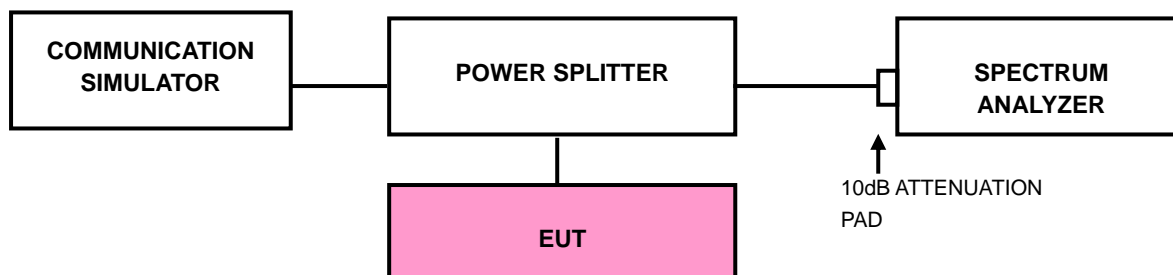 COMMUNICATION
SIMULATOR
POWER SPLITTER
SPECTRUM
ANALYZER
10dB ATTENUATION
PAD
EUT